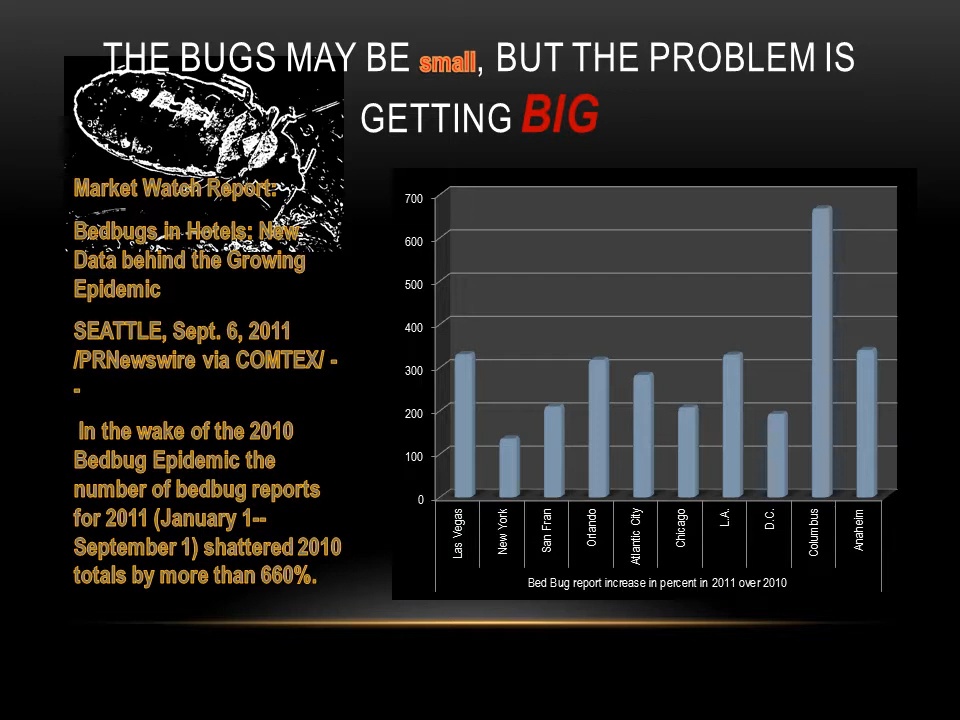 THE BUGS MAY BE small, BUT THE PROBLEM IS
GETTING BIG
Market Watch Report:
Bedbugs in Hotels: New
Data behind the Growing
Epidemic
SEATTLE, Sept. 6, 2011
/PRNewswire via COMTEX/ -
-
In the wake of the 2010
Bedbug Epidemic the
number of bedbug reports
for 2011 (January 1--
September 1) shattered 2010
totals by more than 660%.
700
600
500
400
300
200
100
0
Las Vegas
New York
San Fran
Orlando
Atlantic City
Chicago
L.A.
D.C.
Columbus
Anaheim
Bed Bug report increase in percent in 2011 over 2010